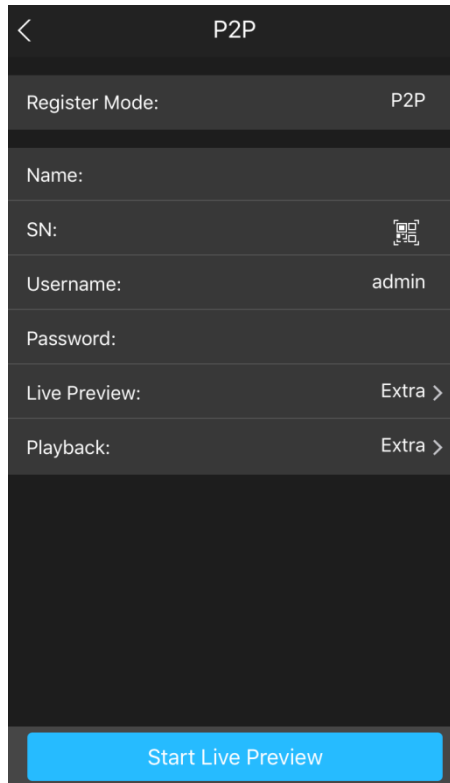 P2P
Register Mode: P2P
Name:
SN:
Username: admin
Password:
Live Preview: Extra
Playback: Extra
Start Live Preview